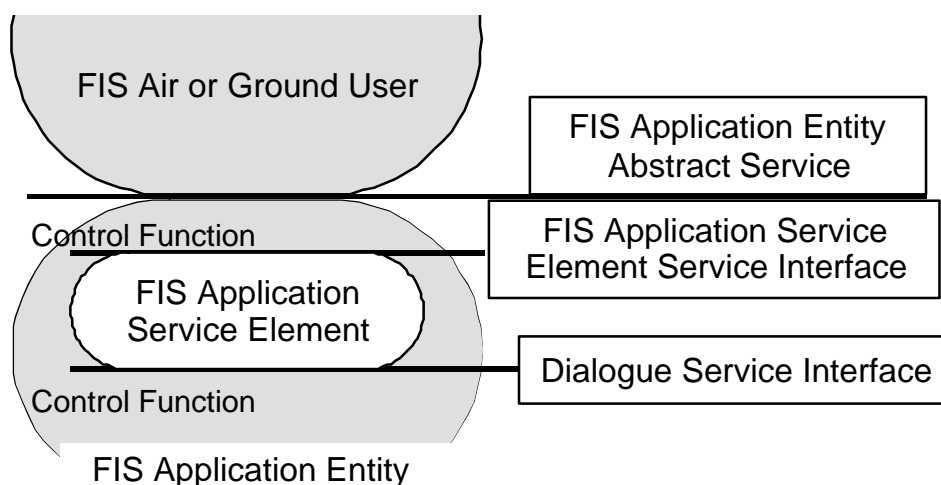 FIS Air or Ground User
FIS Application Entity
Abstract Service
Control Function
FIS Application Service
Element Service Interface
FIS Application
Service Element
Dialogue Service Interface
Control Function
FIS Application Entity